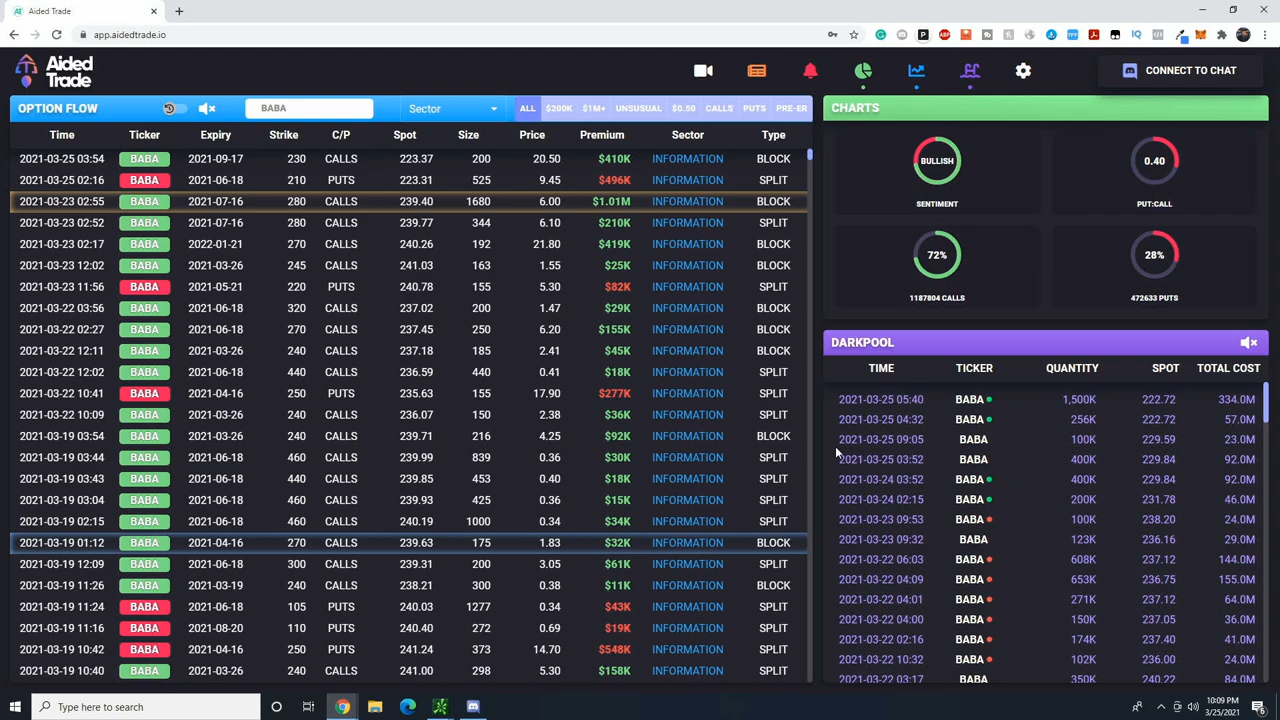 Aided Trade
app.aidedtrade.io
Aided
Trade
CONNECT TO CHAT
OPTION FLOW
BABA
Sector
ALL $200K $1M+ UNSUSUAL $0.50 CALLS PUTS PRE-ER
Time Ticker Expiry Strike C/P Spot Size Price Premium Sector Type
2021-03-25 03:54 BABA 2021-09-17 230 CALLS 223.37 200 20.50 $410K INFORMATION BLOCK
2021-03-25 02:16 BABA 2021-06-18 210 PUTS 223.31 525 9.45 $496K INFORMATION SPLIT
2021-03-23 02:55 BABA 2021-07-16 280 CALLS 239.40 1680 6.00 $1.01M INFORMATION BLOCK
2021-03-23 02:52 BABA 2021-07-16 280 CALLS 239.77 344 6.10 $210K INFORMATION SPLIT
2021-03-23 02:17 BABA 2022-01-21 270 CALLS 240.26 192 21.80 $419K INFORMATION BLOCK
2021-03-23 12:02 BABA 2021-03-26 245 CALLS 241.03 163 1.55 $25K INFORMATION BLOCK
2021-03-23 11:56 BABA 2021-05-21 220 PUTS 240.78 155 5.30 $82K INFORMATION SPLIT
2021-03-22 03:56 BABA 2021-06-18 320 CALLS 237.02 200 1.47 $29K INFORMATION BLOCK
2021-03-22 02:27 BABA 2021-06-18 270 CALLS 237.45 250 6.20 $155K INFORMATION BLOCK
2021-03-22 12:11 BABA 2021-03-26 240 CALLS 237.18 185 2.41 $45K INFORMATION BLOCK
2021-03-22 12:02 BABA 2021-06-18 440 CALLS 236.59 440 0.41 $18K INFORMATION SPLIT
2021-03-22 10:41 BABA 2021-04-16 250 PUTS 235.63 155 17.90 $277K INFORMATION SPLIT
2021-03-22 10:09 BABA 2021-03-26 240 CALLS 236.07 150 2.38 $36K INFORMATION SPLIT
2021-03-19 03:54 BABA 2021-03-26 240 CALLS 239.71 216 4.25 $92K INFORMATION BLOCK
2021-03-19 03:44 BABA 2021-06-18 460 CALLS 239.99 839 0.36 $30K INFORMATION SPLIT
2021-03-19 03:43 BABA 2021-06-18 460 CALLS 239.85 453 0.40 $18K INFORMATION SPLIT
2021-03-19 03:04 BABA 2021-06-18 460 CALLS 239.93 425 0.36 $15K INFORMATION SPLIT
2021-03-19 02:15 BABA 2021-06-18 460 CALLS 240.19 1000 0.34 $34K INFORMATION SPLIT
2021-03-19 01:12 BABA 2021-04-16 270 CALLS 239.63 175 1.83 $32K INFORMATION BLOCK
2021-03-19 12:09 BABA 2021-06-18 300 CALLS 239.31 200 3.05 $61K INFORMATION SPLIT
2021-03-19 11:26 BABA 2021-03-19 240 CALLS 238.21 300 0.38 $11K INFORMATION BLOCK
2021-03-19 11:24 BABA 2021-06-18 105 PUTS 240.03 1277 0.34 $43K INFORMATION SPLIT
2021-03-19 11:16 BABA 2021-08-20 110 PUTS 240.40 272 0.69 $19K INFORMATION SPLIT
2021-03-19 10:42 BABA 2021-04-16 250 PUTS 241.24 373 14.70 $548K INFORMATION SPLIT
2021-03-19 10:40 BABA 2021-03-26 240 CALLS 241.00 298 5.30 $158K INFORMATION SPLIT
CHARTS
BULLISH 0.40
SENTIMENT PUT:CALL
72% 28%
1187804 CALLS 472633 PUTS
DARKPOOL
TIME TICKER QUANTITY SPOT TOTAL COST
2021-03-25 05:40 BABA 1,500K 222.72 334.0M
2021-03-25 04:32 BABA 256K 222.72 57.0M
2021-03-25 09:05 BABA 100K 229.59 23.0M
2021-03-25 03:52 BABA 400K 229.84 92.0M
2021-03-24 03:52 BABA 400K 229.84 92.0M
2021-03-24 02:15 BABA 200K 231.78 46.0M
2021-03-23 09:53 BABA 100K 238.20 24.0M
2021-03-23 09:32 BABA 123K 236.16 29.0M
2021-03-22 06:03 BABA 608K 237.12 144.0M
2021-03-22 04:09 BABA 653K 236.75 155.0M
2021-03-22 04:01 BABA 271K 237.12 64.0M
2021-03-22 04:00 BABA 150K 237.05 36.0M
2021-03-22 02:16 BABA 174K 237.40 41.0M
2021-03-22 10:32 BABA 102K 236.00 24.0M
2021-03-22 03:17 BABA 350K 240.22 84.0M
Type here to search
10:09 PM
3/25/2021